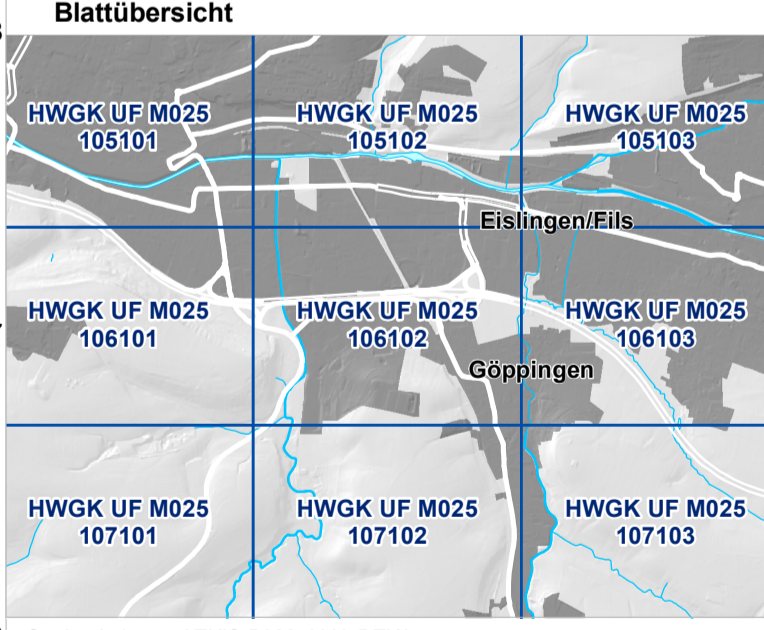 Blattübersicht
HWGK UF M025
105101
HWGK UF M025
105102
HWGK UF M025
105103
Eislingen/Fils
HWGK UF M025
106101
HWGK UF M025
106102
HWGK UF M025
106103
Göppingen
HWGK UF M025
107101
HWGK UF M025
107102
HWGK UF M025
107103